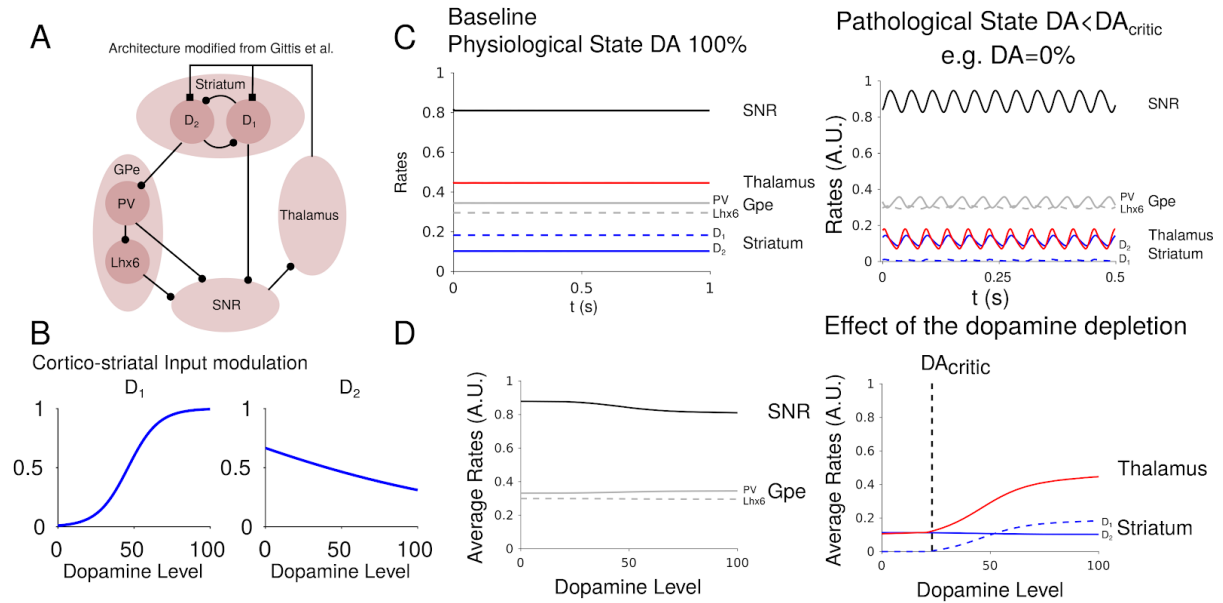 A
Architecture modified from Gittis et al.
Striatum
D2
D1
GPe
PV
Lhx6
Thalamus
SNR
B
Cortico-striatal Input modulation
D1
D2
1
0.5
0
0
50
100
Dopamine Level
1
0.5
0
0
50
100
Dopamine Level
C
Baseline
Physiological State DA 100%
Rates
1
0.8
0.6
0.4
0.2
0
0
0.5
1
t (s)
SNR
Thalamus
PV
Gpe
Lhx6
D1
Striatum
D2
Pathological State DA<DAcritic
e.g. DA=0%
Rates (A.U.)
1
0.8
0.6
0.4
0.2
0
0
0.25
0.5
t (s)
SNR
PV
Gpe
Lhx6
Thalamus
D2
Striatum
D1
D
Average Rates (A.U.)
1
0.8
0.6
0.4
0.2
0
0
50
100
Dopamine Level
SNR
PV
Gpe
Lhx6
Effect of the dopamine depletion
DAcritic
Average Rates (A.U.)
1
0.8
0.6
0.4
0.2
0
0
50
100
Dopamine Level
Thalamus
D1
Striatum
D2